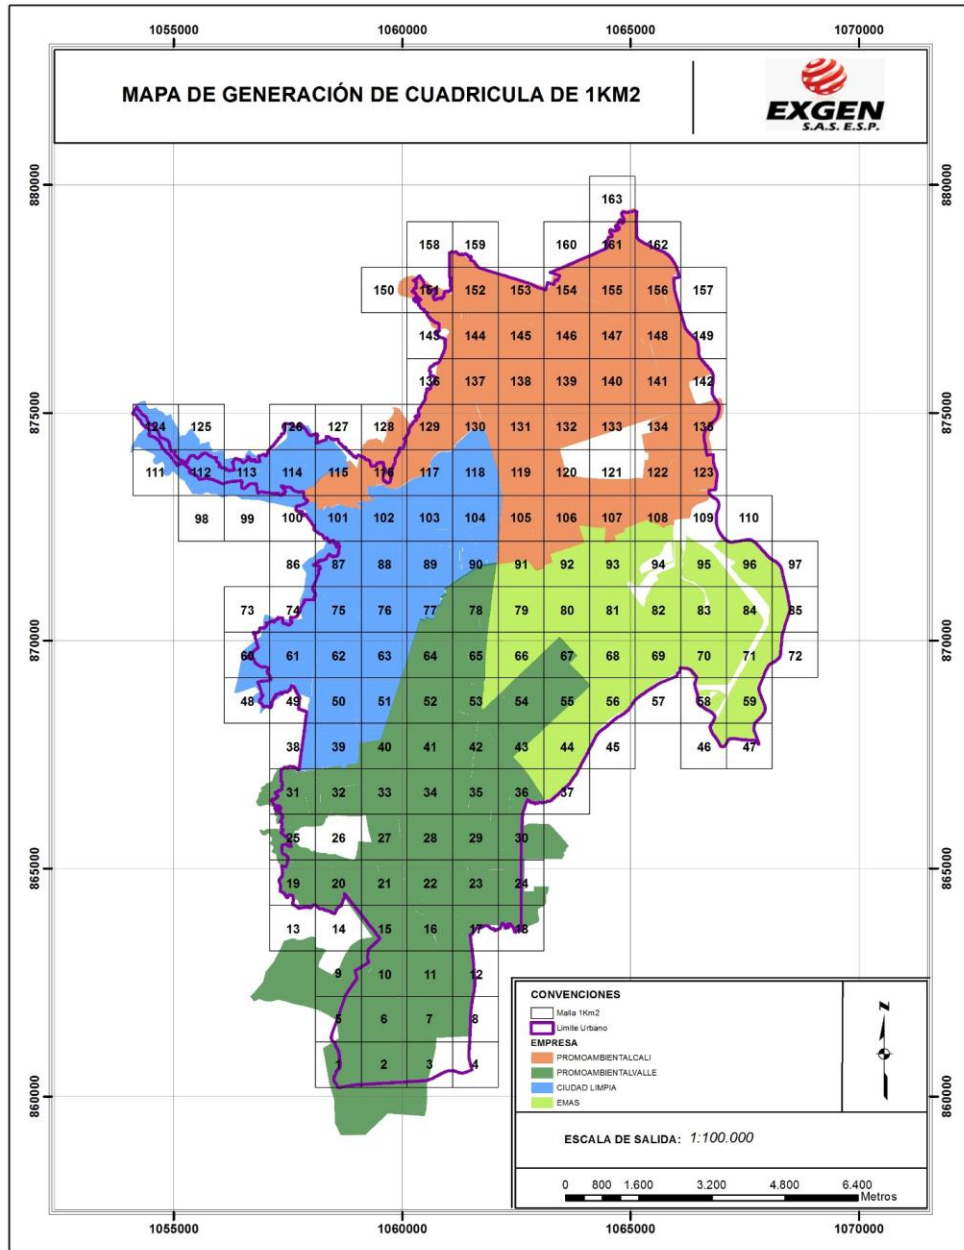 1055000 1060000 1065000 1070000
MAPA DE GENERACIÓN DE CUADRICULA DE 1KM2
EXGEN
S.A.S. E.S.P.
880000 880000
163
158 159 160 161 162
150 151 152 153 154 155 156 157
143 144 145 146 147 148 149
136 137 138 139 140 141 142
875000 875000
124 125 126 127 128 129 130 131 132 133 134 135
111 112 113 114 115 116 117 118 119 120 121 122 123
98 99 100 101 102 103 104 105 106 107 108 109 110
86 87 88 89 90 91 92 93 94 95 96 97
73 74 75 76 77 78 79 80 81 82 83 84 85
870000 870000
60 61 62 63 64 65 66 67 68 69 70 71 72
48 49 50 51 52 53 54 55 56 57 58 59
38 39 40 41 42 43 44 45 46 47
31 32 33 34 35 36 37
25 26 27 28 29 30
865000 865000
19 20 21 22 23 24
13 14 15 16 17 18
9 10 11 12
5 6 7 8
1 2 3 4
860000 860000
CONVENCIONES
Malla 1Km2
Limite Urbano
EMPRESA
PROMOAMBIENTALCALI
PROMOAMBIENTALVALLE
CIUDAD LIMPIA
EMAS
N
ESCALA DE SALIDA: 1:100.000
0 800 1.600 3.200 4.800 6.400
Metros
1055000 1060000 1065000 1070000